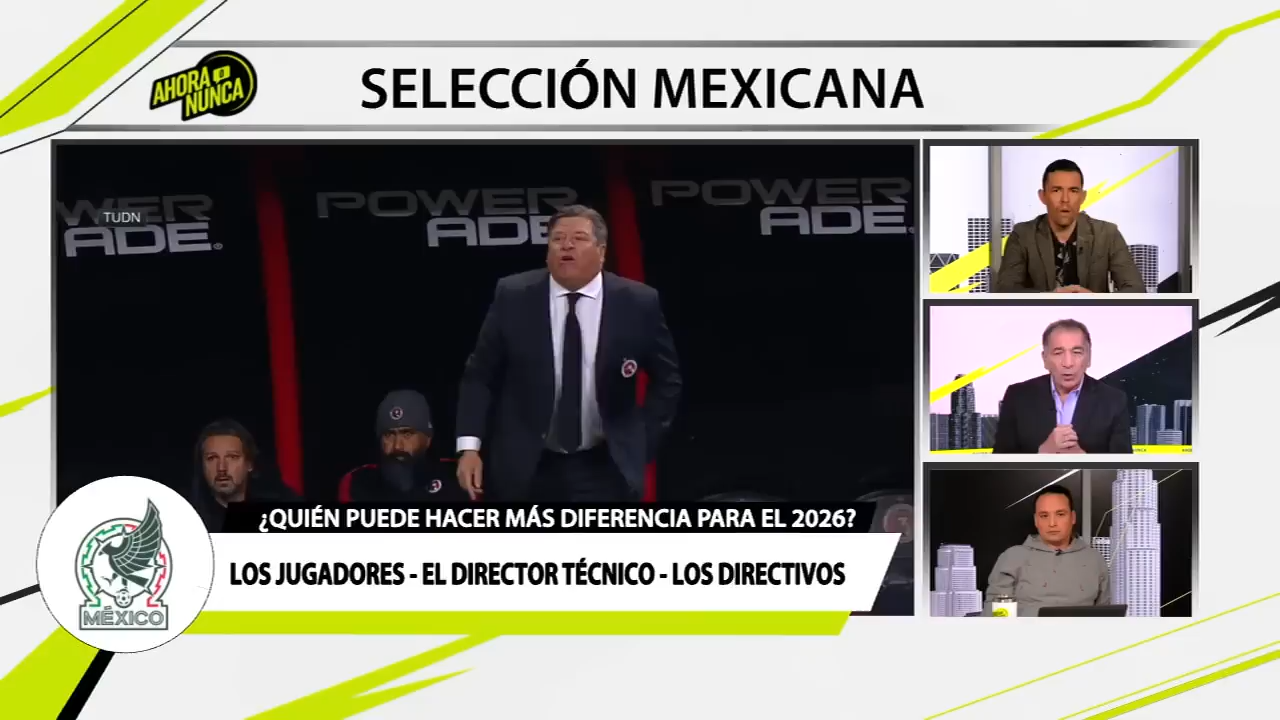 AHORA O
NUNCA
SELECCIÓN MEXICANA
TUDN
POWER
ADE
POWER
ADE
POWER
ADE
¿QUIÉN PUEDE HACER MÁS DIFERENCIA PARA EL 2026?
LOS JUGADORES - EL DIRECTOR TÉCNICO - LOS DIRECTIVOS
MÉXICO